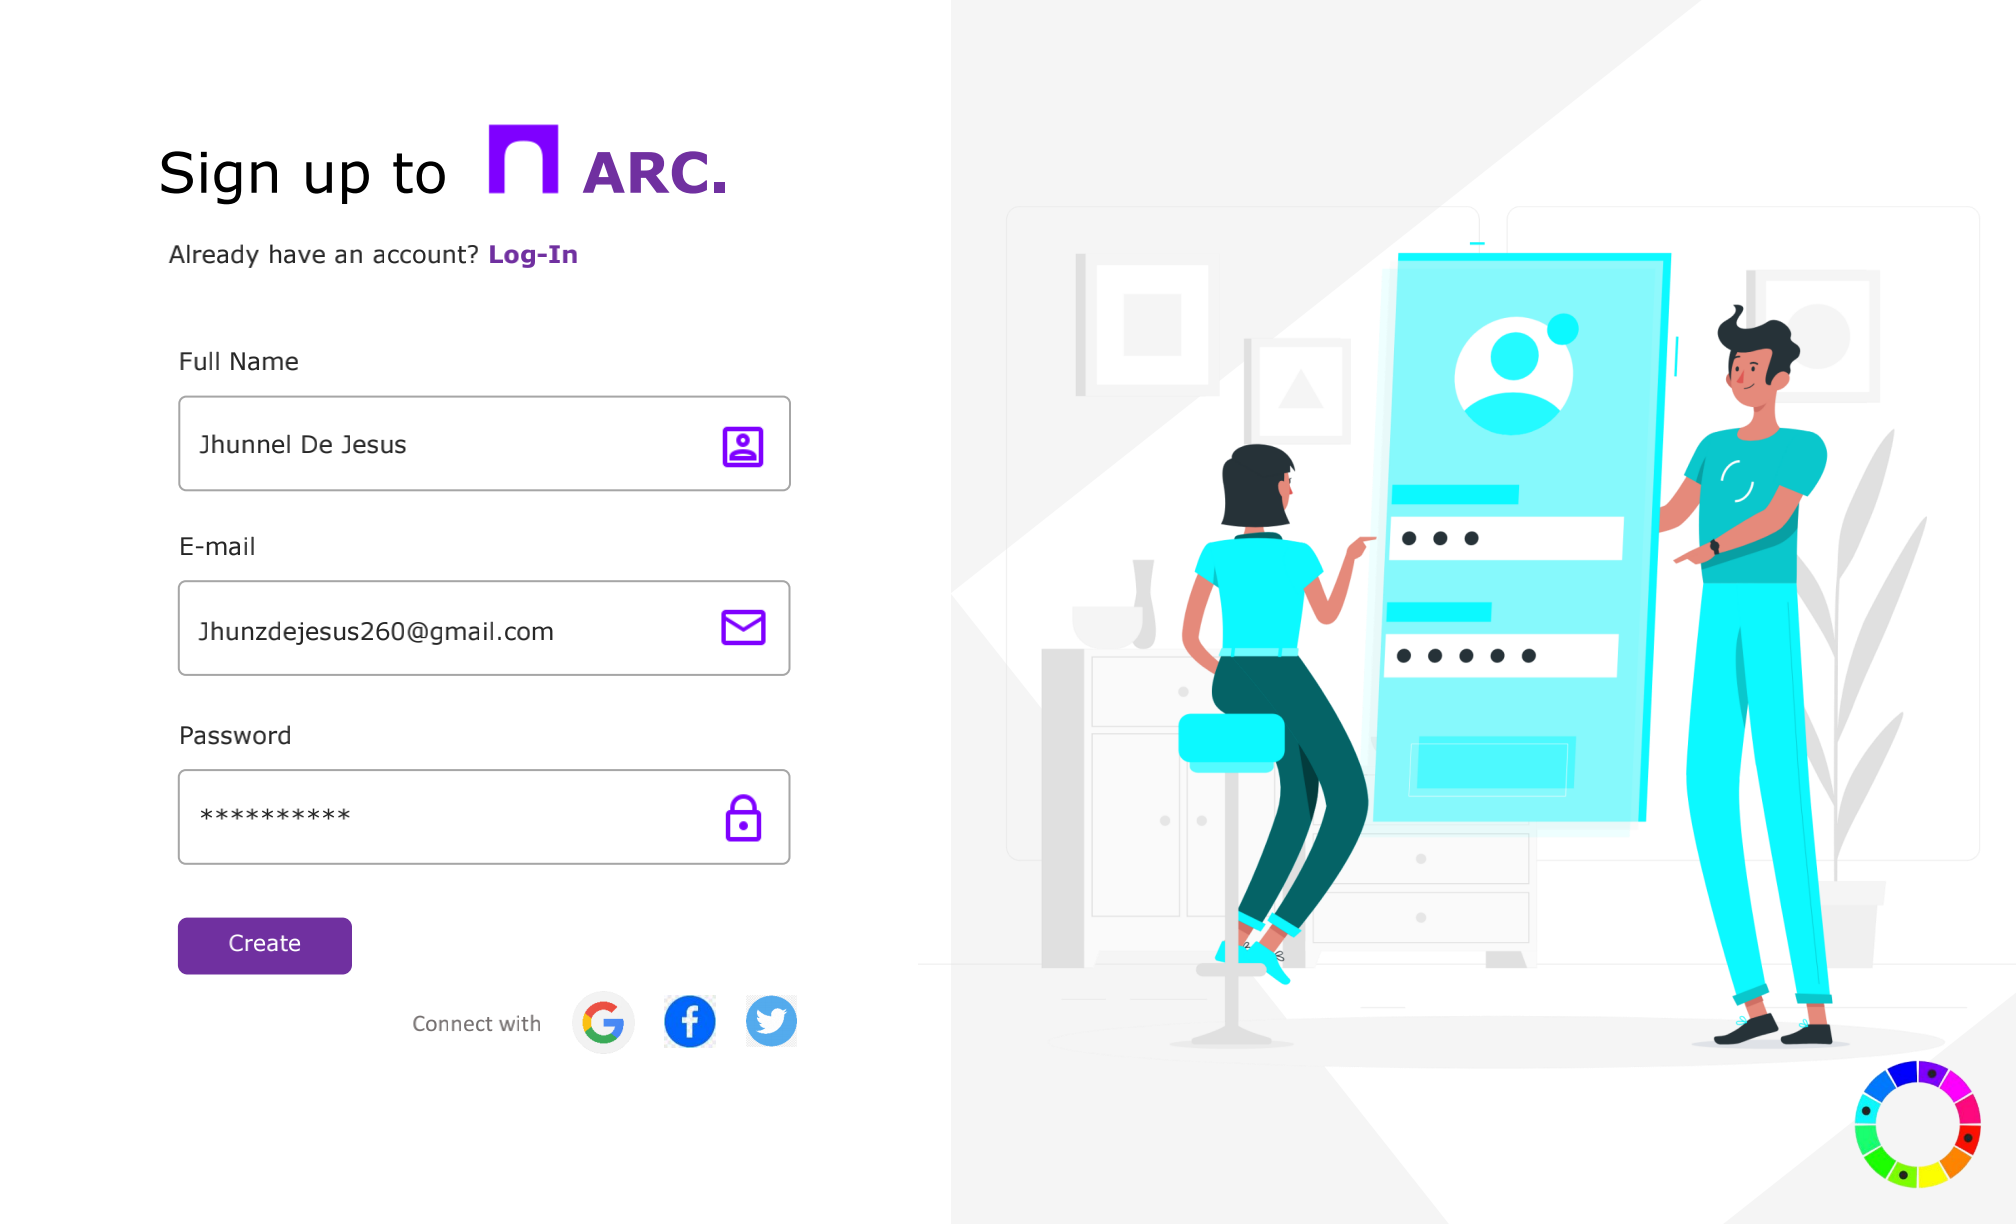 Sign up to ARC.
Already have an account? Log-In
Full Name
Jhunnel De Jesus
E-mail
Jhunzdejesus260@gmail.com
Password
**********
Create
Connect with